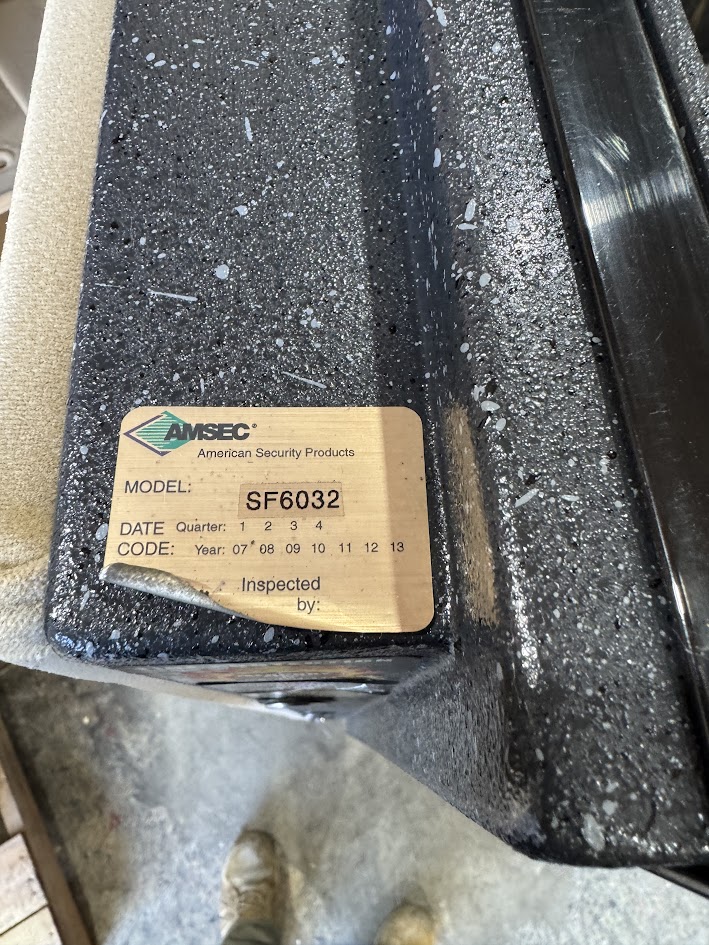 AMSEC®
American Security Products
MODEL: SF6032
DATE Quarter: 1 2 3 4
CODE: Year: 07 08 09 10 11 12 13
Inspected
by: